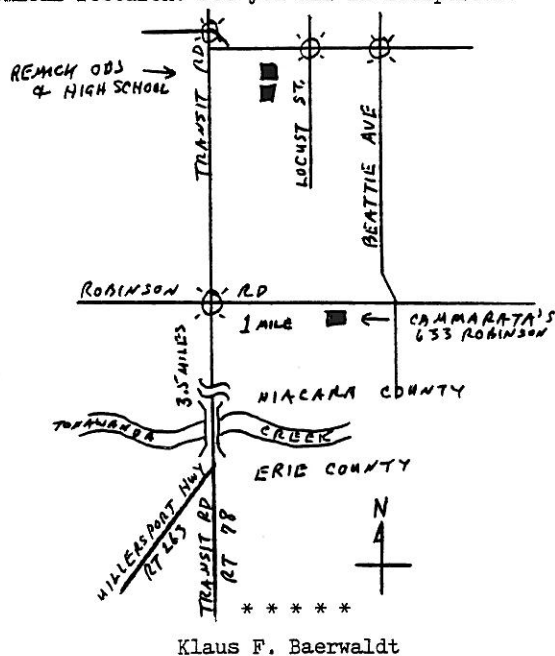 REMICK OBS
& HIGH SCHOOL
TRANSIT RD
LOCUST ST.
BEATTIE AVE
ROBINSON RD
1 MILE
CAMMARATA'S
633 ROBINSON
3.5 MILES
NIAGARA COUNTY
TONAWANDA CREEK
ERIE COUNTY
MILLERSPORT HWY
RT 263
TRANSIT RD
RT 78
N
* * * * *
Klaus F. Baerwaldt